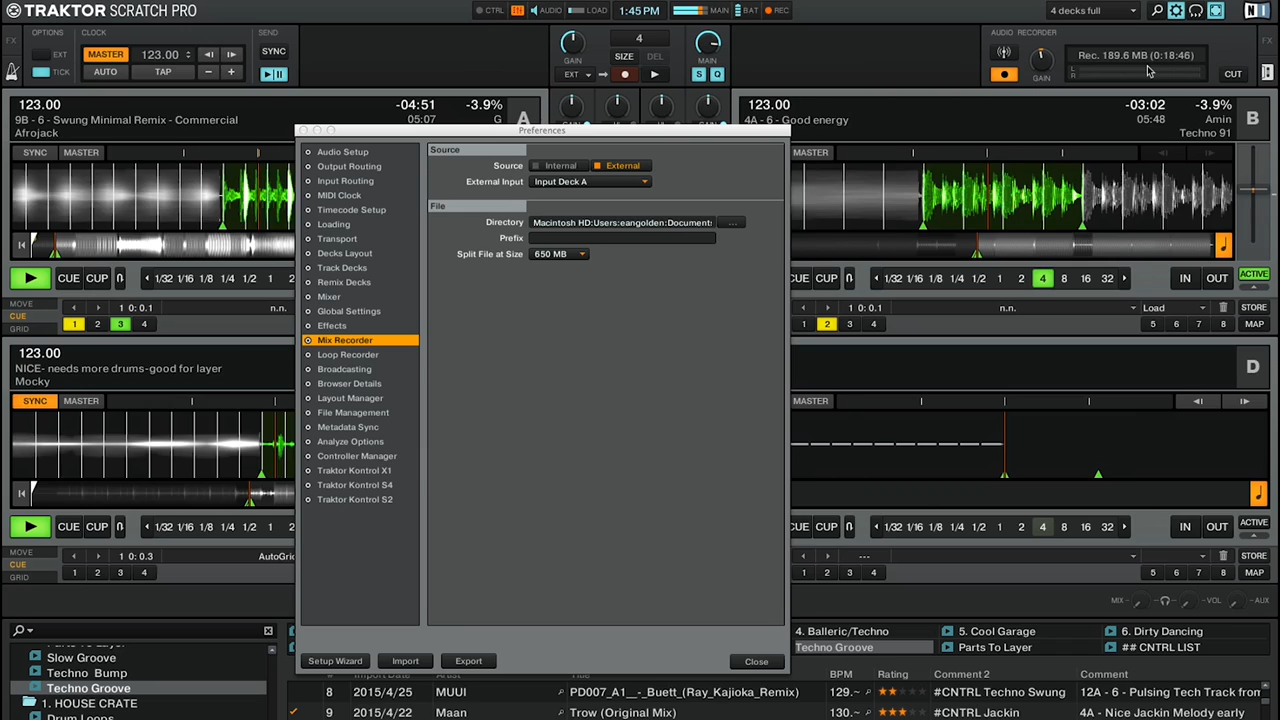 TRAKTOR SCRATCH PRO
CTRL
AUDIO
LOAD
1:45 PM
MAIN
BAT
REC
4 decks full
FX
OPTIONS
EXT
TICK
CLOCK
MASTER
123.00
AUTO
TAP
SEND
SYNC
GAIN
EXT
4
SIZE
DEL
MAIN
S
Q
AUDIO RECORDER
GAIN
Rec. 189.6 MB (0:18:46)
L
R
CUT
FX
123.00
-04:51
-3.9%
A
9B - 6 - Swung Minimal Remix - Commercial
05:07
G
Afrojack
SYNC
MASTER
123.00
-03:02
-3.9%
B
4A - 6 - Good energy
05:48
Amin
Techno 91
MASTER
CUE
CUP
1/32 1/16 1/8 1/4 1/2 1 2
CUE
CUP
1/32 1/16 1/8 1/4 1/2 1 2 4 8 16 32
IN
OUT
ACTIVE
MOVE
CUE
GRID
1 0: 0.1
n.n.
1 2 3 4
1 0: 0.1
n.n.
Load
STORE
1 2 3 4
5 6 7 8
MAP
123.00
NICE- needs more drums-good for layer
Mocky
SYNC
MASTER
D
MASTER
CUE
CUP
1/32 1/16 1/8 1/4 1/2 1
CUE
CUP
1/32 1/16 1/8 1/4 1/2 1 2 4 8 16 32
IN
OUT
ACTIVE
MOVE
CUE
GRID
1 0: 0.3
AutoGrid
1 2 3 4
---
STORE
1 2 3 4
5 6 7 8
MAP
MIX
VOL
AUX
Preferences
Audio Setup
Output Routing
Input Routing
MIDI Clock
Timecode Setup
Loading
Transport
Decks Layout
Track Decks
Remix Decks
Mixer
Global Settings
Effects
Mix Recorder
Loop Recorder
Broadcasting
Browser Details
Layout Manager
File Management
Metadata Sync
Analyze Options
Controller Manager
Traktor Kontrol X1
Traktor Kontrol S4
Traktor Kontrol S2
Source
Source
Internal
External
External Input
Input Deck A
File
Directory
Macintosh HD:Users:eangolden:Documents
...
Prefix
Split File at Size
650 MB
Setup Wizard
Import
Export
Close
Parts To Layer
Slow Groove
Techno Bump
Techno Groove
1. HOUSE CRATE
Drum Loops
4. Balleric/Techno
5. Cool Garage
6. Dirty Dancing
Techno Groove
Parts To Layer
## CNTRL LIST
Import Date
Artist
Title
BPM
Rating
Comment 2
Comment
8
2015/4/25
MUUI
PD007_A1__-_Buett_(Ray_Kajioka_Remix)
129.~
#CNTRL Techno Swung
12A - 6 - Pulsing Tech Track from
9
2015/4/22
Maan
Trow (Original Mix)
130.~
#CNTRL Jackin
4A - 6 - Nice Jackin Melody early